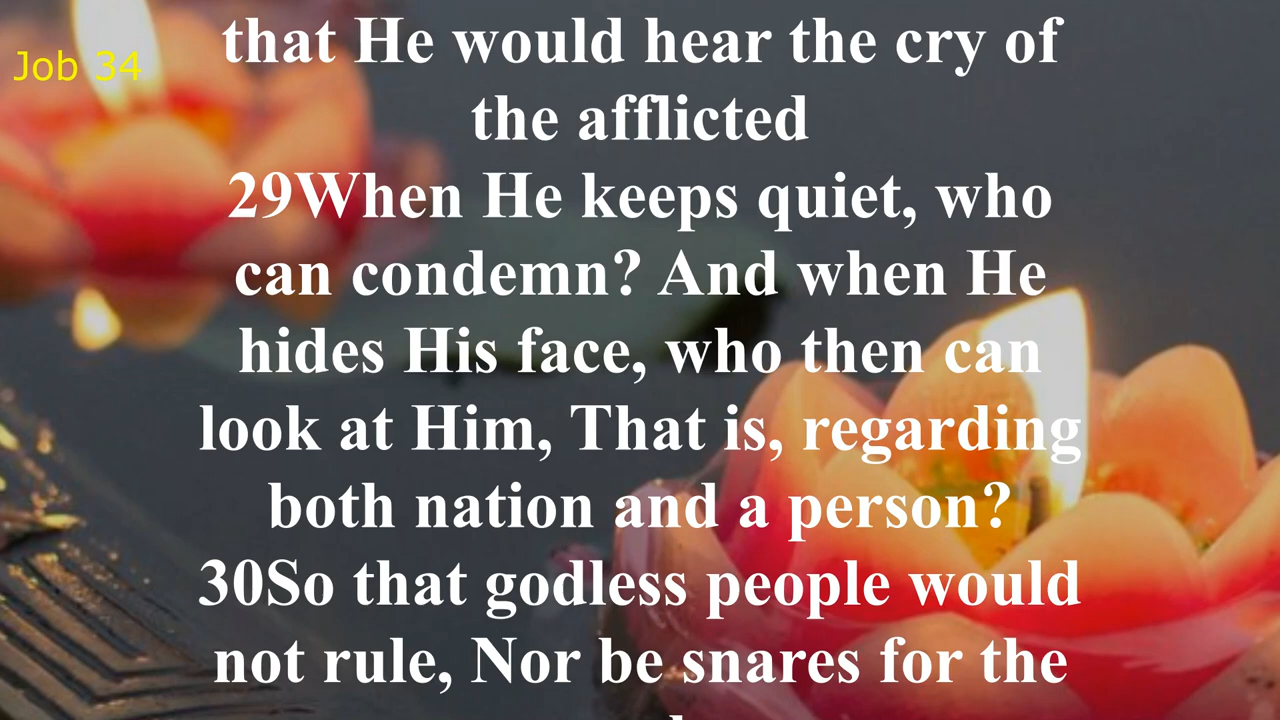 Job 34
that He would hear the cry of
the afflicted
29When He keeps quiet, who
can condemn? And when He
hides His face, who then can
look at Him, That is, regarding
both nation and a person?
30So that godless people would
not rule, Nor be snares for the